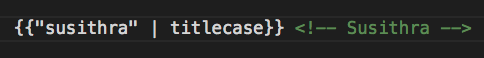 {{"susithra" | titlecase}} <!-- Susithra -->